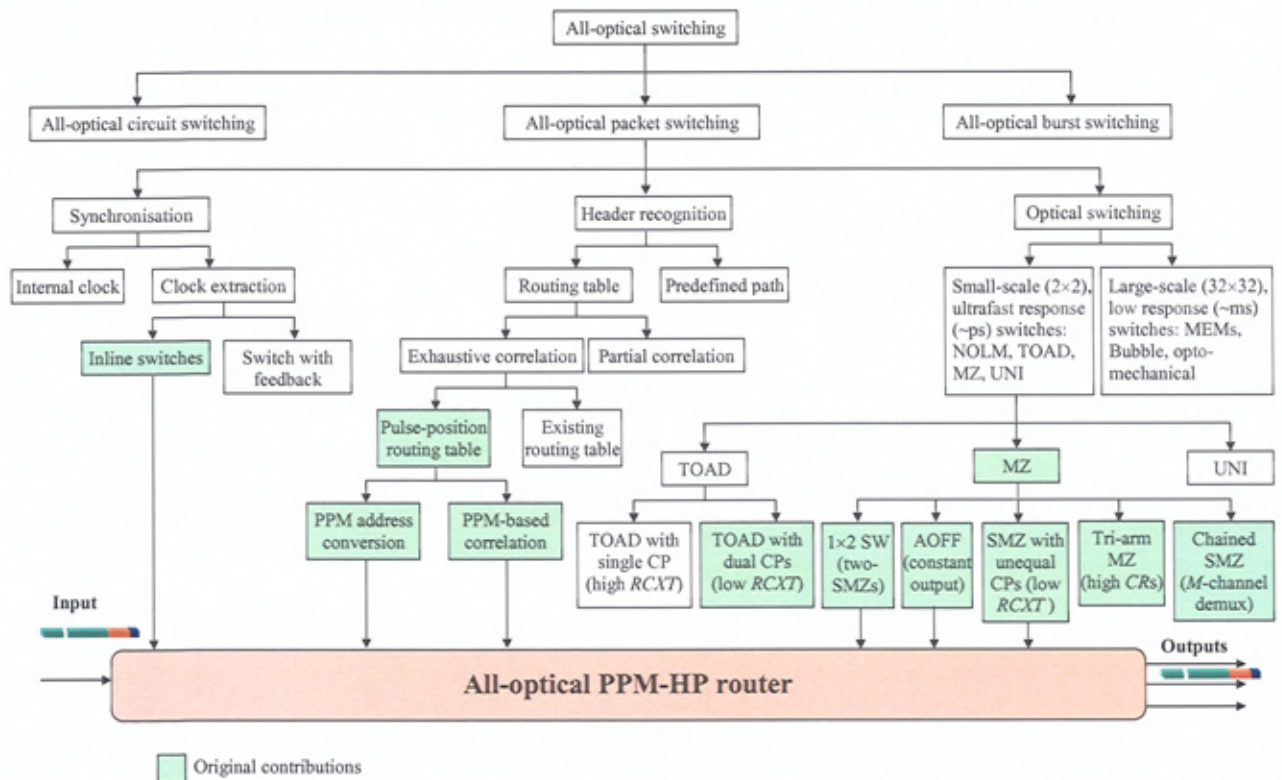 All-optical switching
All-optical circuit switching
All-optical packet switching
All-optical burst switching
Synchronisation
Header recognition
Optical switching
Internal clock
Clock extraction
Routing table
Predefined path
Small-scale (2×2),
ultrafast response
(~ps) switches:
NOLM, TOAD,
MZ, UNI
Large-scale (32×32),
low response (~ms)
switches: MEMs,
Bubble, opto-
mechanical
Inline switches
Switch with
feedback
Exhaustive correlation
Partial correlation
Pulse-position
routing table
Existing
routing table
TOAD
MZ
UNI
PPM address
conversion
PPM-based
correlation
TOAD with
single CP
(high RCXT)
TOAD with
dual CPs
(low RCXT)
1×2 SW
(two-
SMZs)
AOFF
(constant
output)
SMZ with
unequal
CPs (low
RCXT )
Tri-arm
MZ
(high CRs)
Chained
SMZ
(M-channel
demux)
Input
Outputs
All-optical PPM-HP router
Original contributions